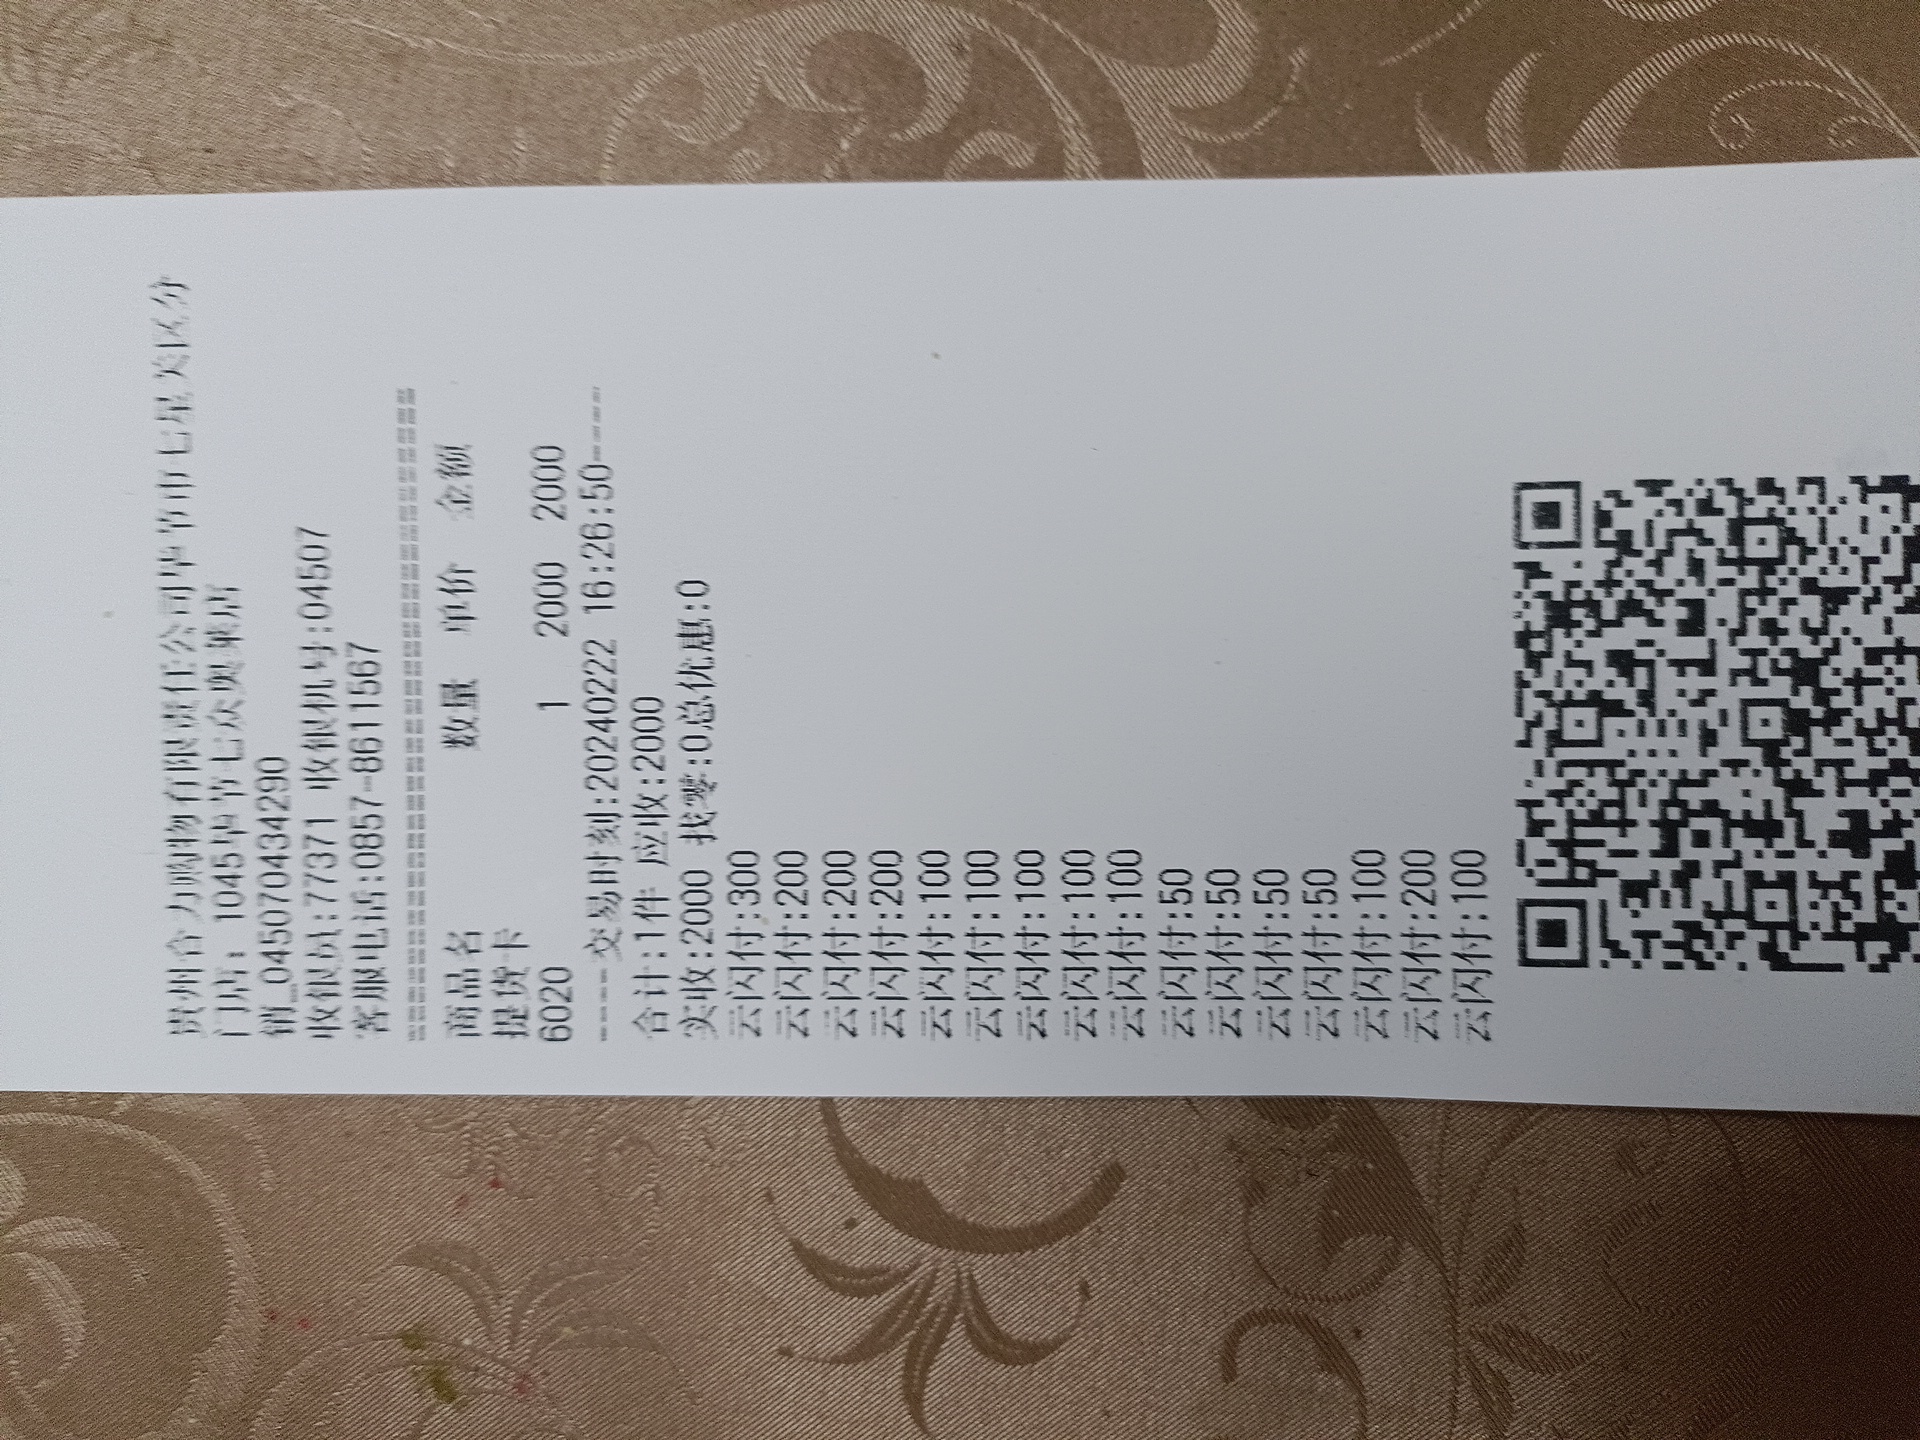 贵州合力购物有限责任公司毕节市七星关区分
门店: 1045毕节七众奥莱店
销_045070434290
收银员:77371 收银机号:04507
客服电话:0857-8611567
================================
商品名 数量 单价 金额
提货卡
6020 1 2000 2000
----交易时刻:20240222 16:26:50----
合计:1件 应收:2000
实收:2000 找零:0总优惠:0
云闪付:300
云闪付:200
云闪付:200
云闪付:200
云闪付:100
云闪付:100
云闪付:100
云闪付:100
云闪付:100
云闪付:50
云闪付:50
云闪付:50
云闪付:50
云闪付:100
云闪付:200
云闪付:100